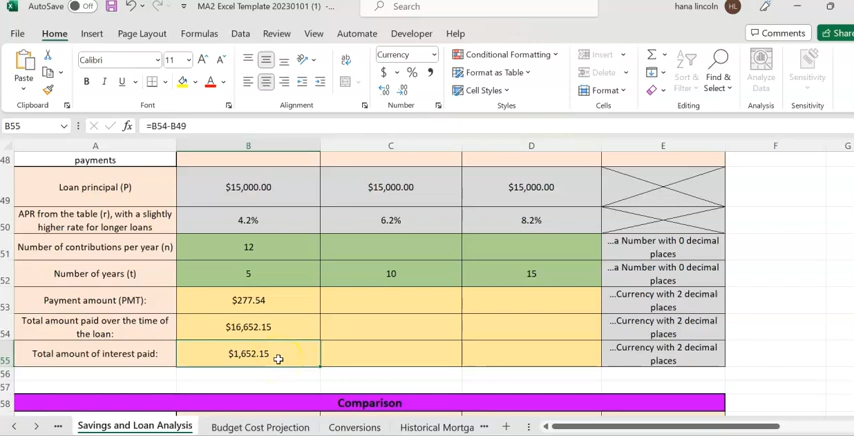 AutoSave Off MA2 Excel Template 20230101 (1) -... Search hana lincoln HL
File Home Insert Page Layout Formulas Data Review View Automate Developer Help Comments Share
Paste Calibri 11 A^ Aˇ Currency Conditional Formatting Insert Σ
B I U A $ % 9 Format as Table Delete Sort & Filter Find & Select Analyze Data Sensitivity
Cell Styles Format
Clipboard Font Alignment Number Styles Cells Editing Analysis Sensitivity
B55 fx =B54-B49
A B C D E F G
48 payments
49 Loan principal (P) $15,000.00 $15,000.00 $15,000.00
50 APR from the table (r), with a slightly higher rate for longer loans 4.2% 6.2% 8.2%
51 Number of contributions per year (n) 12 ...a Number with 0 decimal places
52 Number of years (t) 5 10 15 ...a Number with 0 decimal places
53 Payment amount (PMT): $277.54 ...Currency with 2 decimal places
54 Total amount paid over the time of the loan: $16,652.15 ...Currency with 2 decimal places
55 Total amount of interest paid: $1,652.15 ...Currency with 2 decimal places
56
57
58 Comparison
... Savings and Loan Analysis Budget Cost Projection Conversions Historical Mortga ... +